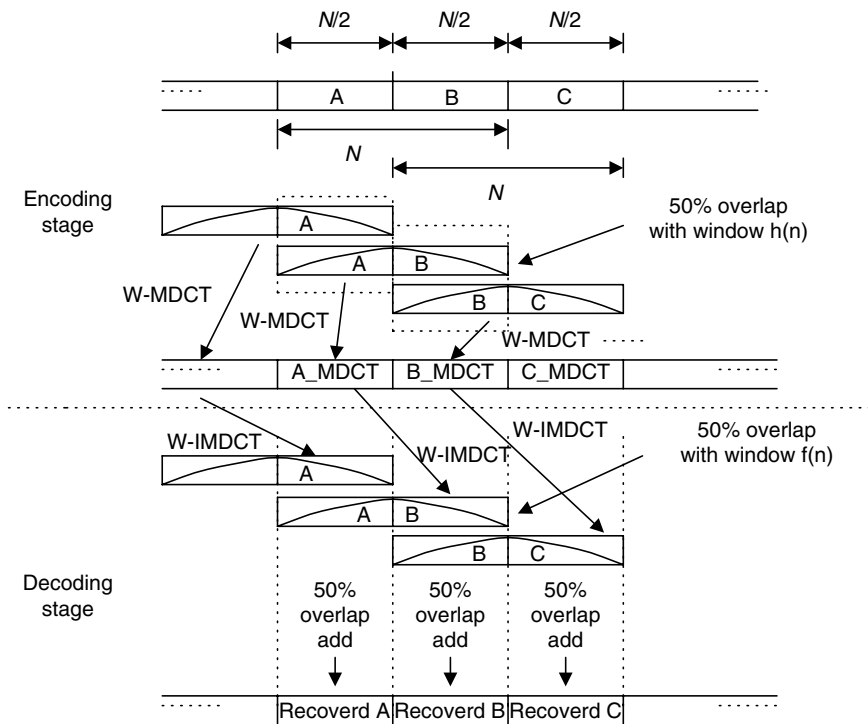 N/2 N/2 N/2
A B C
N
N
Encoding
stage
A
50% overlap
with window h(n)
A B
B C
W-MDCT
W-MDCT
W-MDCT
A_MDCT B_MDCT C_MDCT
W-IMDCT
W-IMDCT
W-IMDCT
50% overlap
with window f(n)
A
A B
B C
Decoding
stage
50%
overlap
add
50%
overlap
add
50%
overlap
add
Recoverd A Recoverd B Recoverd C